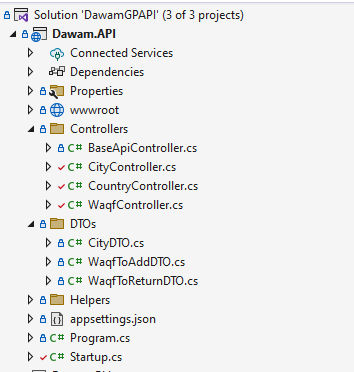 Solution 'DawamGPAPI' (3 of 3 projects)
Dawam.API
Connected Services
Dependencies
Properties
wwwroot
Controllers
C# BaseApiController.cs
C# CityController.cs
C# CountryController.cs
C# WaqfController.cs
DTOs
C# CityDTO.cs
C# WaqfToAddDTO.cs
C# WaqfToReturnDTO.cs
Helpers
appsettings.json
C# Program.cs
C# Startup.cs